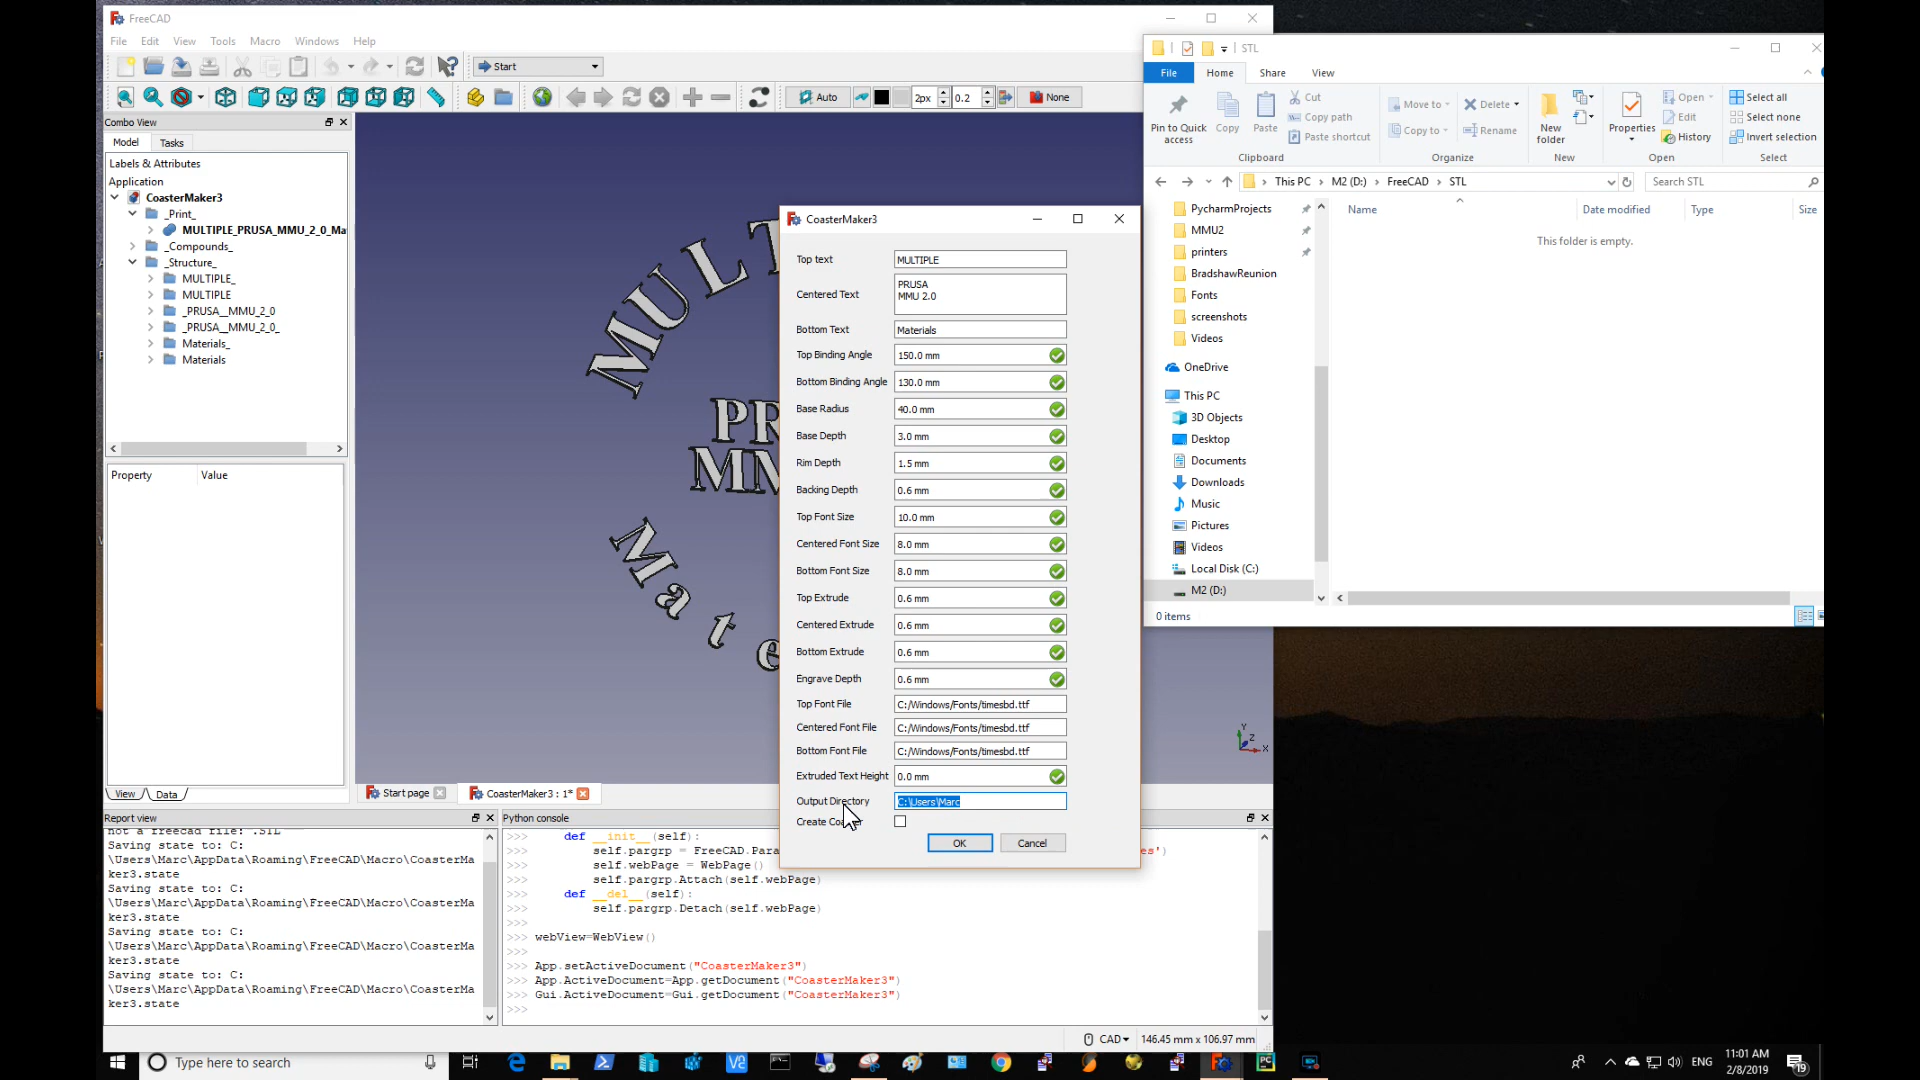 FreeCAD
File Edit View Tools Macro Windows Help
Start
Auto 2px 0.2 None
Combo View
Model Tasks
Labels & Attributes
Application
CoasterMaker3
_Print_
MULTIPLE_PRUSA_MMU_2_0_Ma
_Compounds_
_Structure_
MULTIPLE_
MULTIPLE
_PRUSA__MMU_2_0
_PRUSA__MMU_2_0_
Materials_
Materials
Property Value
View Data
MULT
PR
MM
Mate
Y
Z
X
Start page
CoasterMaker3 : 1*
CoasterMaker3
Top text MULTIPLE
Centered Text PRUSA
MMU 2.0
Bottom Text Materials
Top Binding Angle 150.0 mm
Bottom Binding Angle 130.0 mm
Base Radius 40.0 mm
Base Depth 3.0 mm
Rim Depth 1.5 mm
Backing Depth 0.6 mm
Top Font Size 10.0 mm
Centered Font Size 8.0 mm
Bottom Font Size 8.0 mm
Top Extrude 0.6 mm
Centered Extrude 0.6 mm
Bottom Extrude 0.6 mm
Engrave Depth 0.6 mm
Top Font File C:/Windows/Fonts/timesbd.ttf
Centered Font File C:/Windows/Fonts/timesbd.ttf
Bottom Font File C:/Windows/Fonts/timesbd.ttf
Extruded Text Height 0.0 mm
Output Directory C:\Users\Marc
Create Coa
OK Cancel
STL
File Home Share View
Pin to Quick access
Copy
Paste
Cut
Copy path
Paste shortcut
Clipboard
Move to
Copy to
Delete
Rename
Organize
New folder
New
Properties
Open
Edit
History
Open
Select all
Select none
Invert selection
Select
This PC M2 (D:) FreeCAD STL
Search STL
Name Date modified Type Size
This folder is empty.
PycharmProjects
MMU2
printers
BradshawReunion
Fonts
screenshots
Videos
OneDrive
This PC
3D Objects
Desktop
Documents
Downloads
Music
Pictures
Videos
Local Disk (C:)
M2 (D:)
0 items
Report view
not a freecad file: .STL
Saving state to: C:
\Users\Marc\AppData\Roaming\FreeCAD\Macro\CoasterMa
ker3.state
Saving state to: C:
\Users\Marc\AppData\Roaming\FreeCAD\Macro\CoasterMa
ker3.state
Saving state to: C:
\Users\Marc\AppData\Roaming\FreeCAD\Macro\CoasterMa
ker3.state
Saving state to: C:
\Users\Marc\AppData\Roaming\FreeCAD\Macro\CoasterMa
ker3.state
Python console
>>> def __init__(self):
>>> self.pargrp = FreeCAD.Para es')
>>> self.webPage = WebPage()
>>> self.pargrp.Attach(self.webPage)
>>> def __del__(self):
>>> self.pargrp.Detach(self.webPage)
>>>
>>> webView=WebView()
>>>
>>> App.setActiveDocument("CoasterMaker3")
>>> App.ActiveDocument=App.getDocument("CoasterMaker3")
>>> Gui.ActiveDocument=Gui.getDocument("CoasterMaker3")
>>>
CAD 146.45 mm x 106.97 mm
Type here to search
ENG
11:01 AM
2/8/2019
19